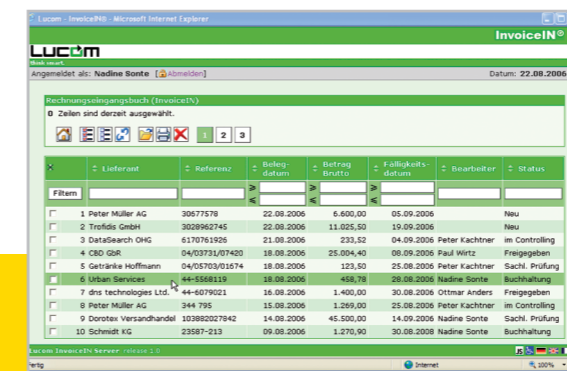 Lucom - InvoiceIN® - Microsoft Internet Explorer
InvoiceIN®
Lucom
think smart.
Angemeldet als: Nadine Sonte [Abmelden] Datum: 22.08.2006
Rechnungseingangsbuch (InvoiceIN)
0 Zeilen sind derzeit ausgewählt.
1 2 3
Lieferant Referenz Beleg-datum Betrag Brutto Fälligkeits-datum Bearbeiter Status
Filtern ≥ ≥ ≥
≤ ≤ ≤
1 Peter Müller AG 30677578 22.08.2006 6.600,00 05.09.2006 Neu
2 Trofidis GmbH 3028962745 22.08.2006 11.025,50 19.09.2006 Neu
3 DataSearch OHG 6170761926 21.08.2006 233,52 04.09.2006 Peter Kachtner im Controlling
4 CBD GbR 04/03731/07420 18.08.2006 25.004,40 08.09.2006 Paul Wirtz Freigegeben
5 Getränke Hoffmann 04/05703/01674 18.08.2006 123,50 25.08.2006 Peter Kachtner Sachl. Prüfung
6 Urban Services 44-5568119 18.08.2006 458,78 28.08.2006 Nadine Sonte Buchhaltung
7 dns technologies Ltd. 44-6079021 16.08.2006 1.400,00 30.08.2006 Otmar Anders Freigegeben
8 Peter Müller AG 344 795 15.08.2006 1.269,00 25.08.2006 Peter Kachtner im Controlling
9 Dorotex Versandhandel 103882027842 14.08.2006 45.500,00 14.09.2006 Nadine Sonte Sachl. Prüfung
10 Schmidt KG 23587-213 09.08.2006 1.270,90 30.08.2008 Nadine Sonte Buchhaltung
Lucom InvoiceIN Server release 1.0
Fertig Internet 100%